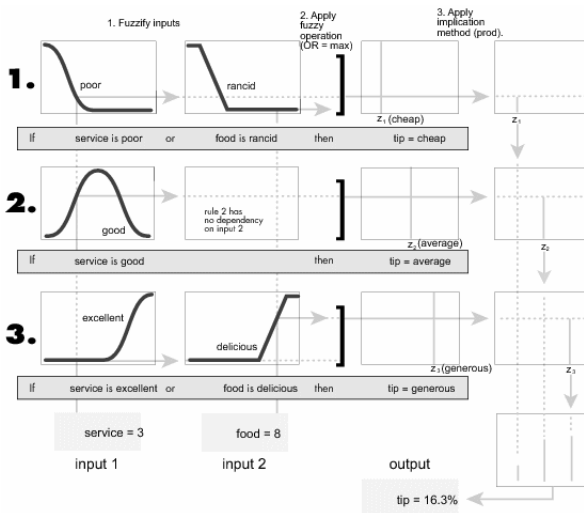 1. Fuzzify inputs
2. Apply
fuzzy
operation
(OR = max)
3. Apply
implication
method (prod).
1.
poor
rancid
z1 (cheap)
z1
If service is poor or food is rancid then tip = cheap
2.
good
rule 2 has
no dependency
on input 2
z2 (average)
z2
If service is good then tip = average
3.
excellent
delicious
z3 (generous)
z3
If service is excellent or food is delicious then tip = generous
service = 3
food = 8
input 1
input 2
output
tip = 16.3%